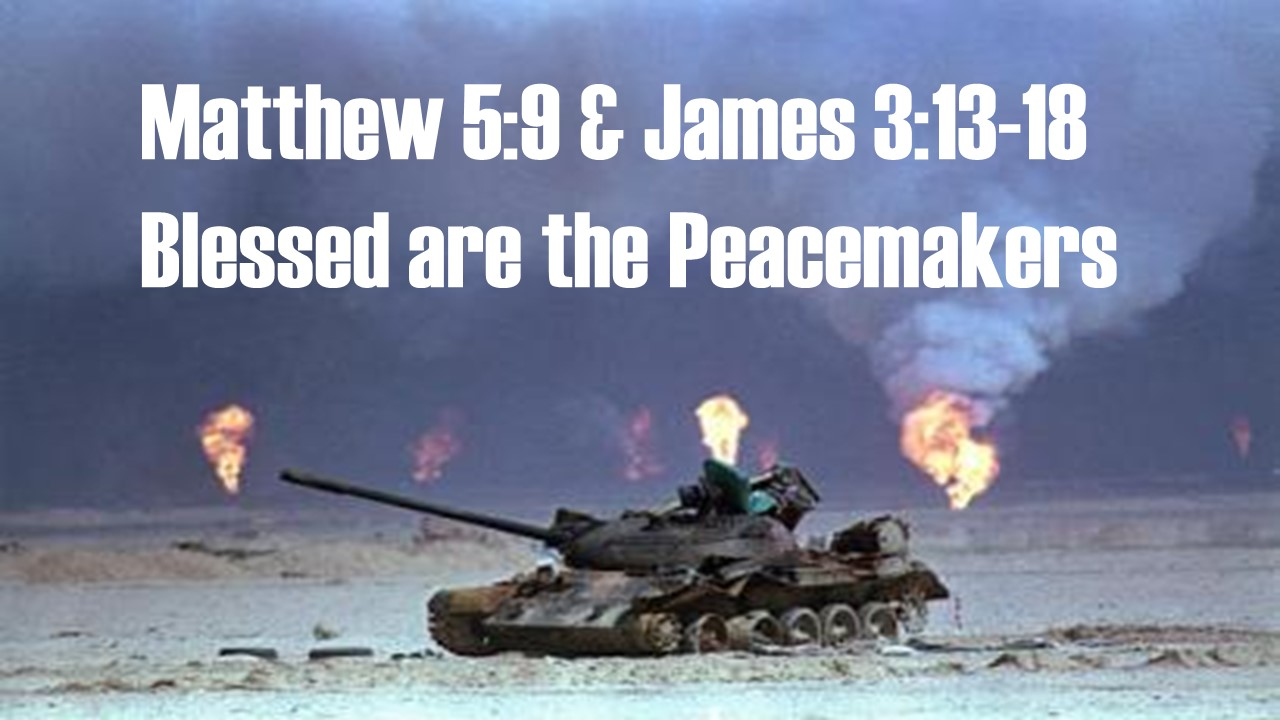 Matthew 5:9 & James 3:13-18
Blessed are the Peacemakers